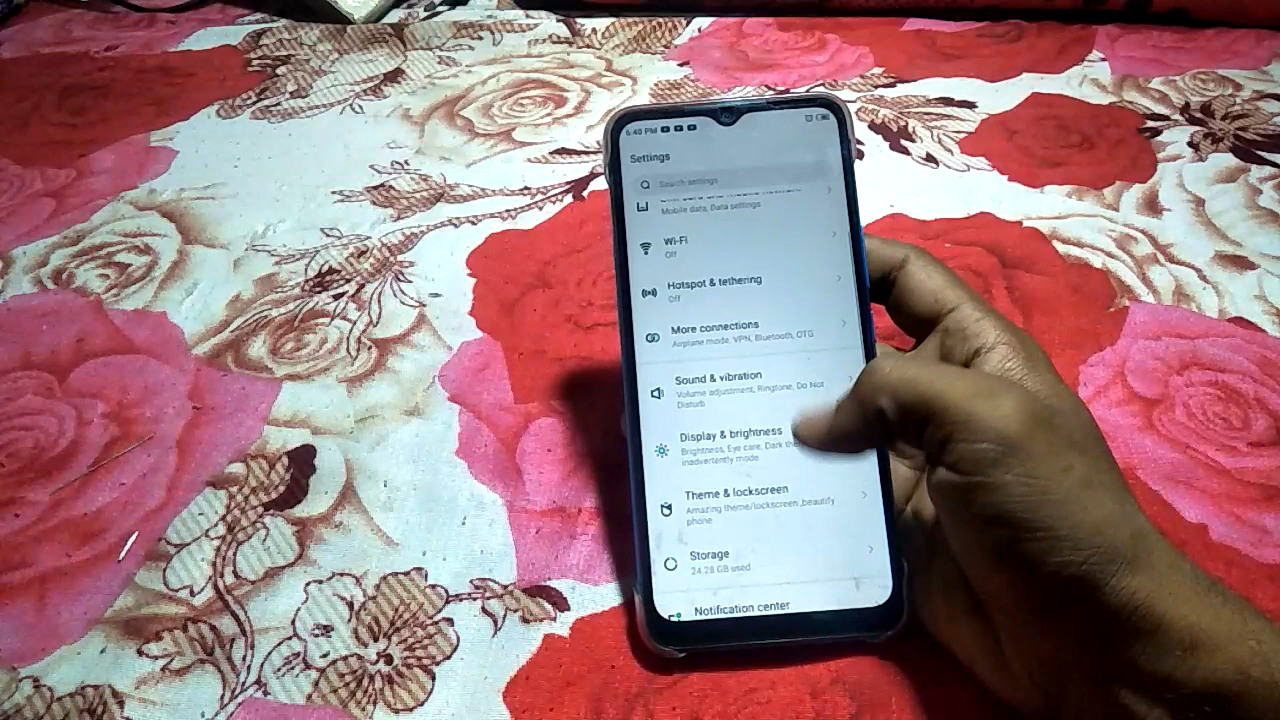 6:40 PM
Settings
Search settings
Mobile data, Data settings
Wi-Fi
Off
Hotspot & tethering
Off
More connections
Airplane mode, VPN, Bluetooth, OTG
Sound & vibration
Volume adjustment, Ringtone, Do Not
Disturb
Display & brightness
Brightness, Eye care, Dark
inadvertently mode
Theme & lockscreen
Amazing theme/lockscreen,beautify
phone
Storage
24.28 GB used
Notification center